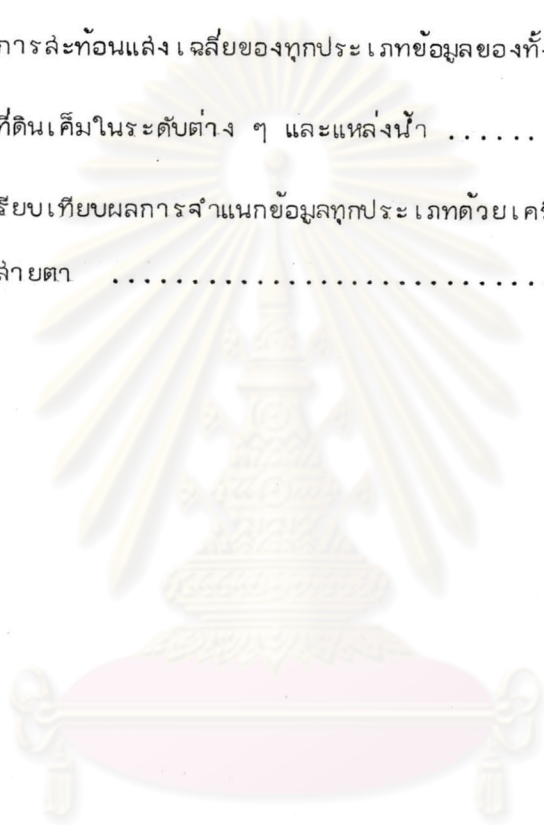 การสะท้อนแสงเฉลี่ยของทุกประเภทข้อมูลของทั้ง
ที่ดินเค็มในระดับต่าง ๆ และแหล่งน้ำ ......
รียบเทียบผลการจำแนกข้อมูลทุกประเภทด้วยเครื
สายตา ............................